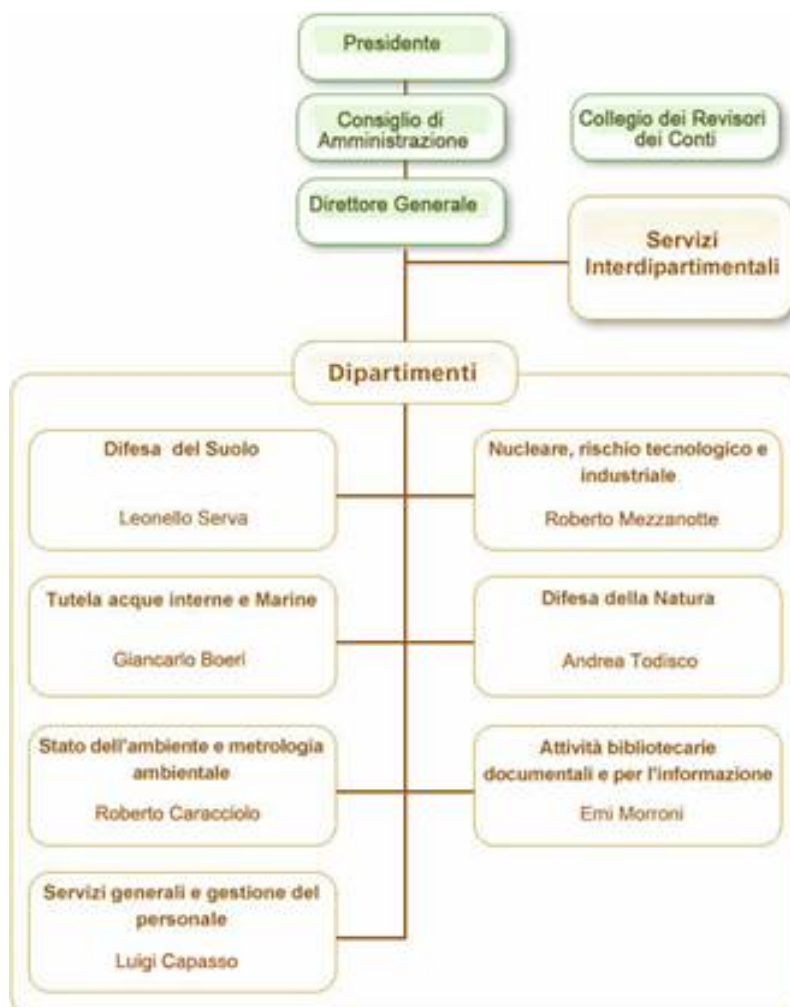 Presidente
Consiglio di
Amministrazione
Collegio dei Revisori
dei Conti
Direttore Generale
Servizi
Interdipartimentali
Dipartimenti
Difesa del Suolo
Leonello Serva
Nucleare, rischio tecnologico e
industriale
Roberto Mezzanotte
Tutela acque interne e Marine
Giancarlo Boeri
Difesa della Natura
Andrea Todisco
Stato dell'ambiente e metrologia
ambientale
Roberto Caracciolo
Attività bibliotecarie
documentali e per l'informazione
Emi Morroni
Servizi generali e gestione del
personale
Luigi Capasso